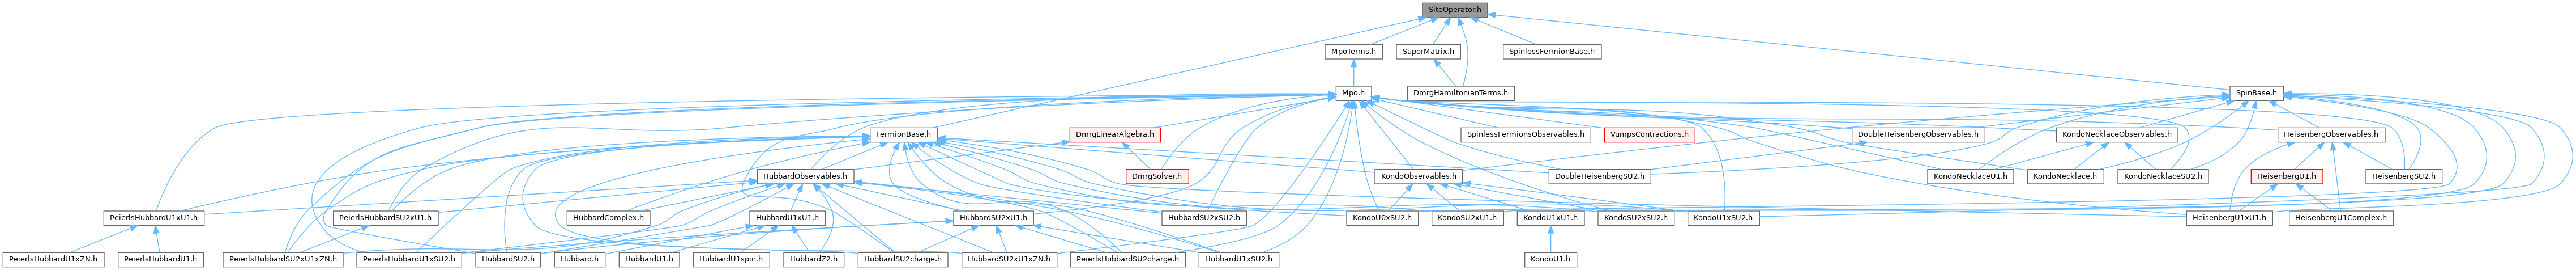 SiteOperator.h
MpoTerms.h
SuperMatrix.h
SpinlessFermionBase.h
Mpo.h
DmrgHamiltonianTerms.h
SpinBase.h
FermionBase.h
DmrgLinearAlgebra.h
SpinlessFermionsObservables.h
VumpsContractions.h
DoubleHeisenbergObservables.h
KondoNecklaceObservables.h
HeisenbergObservables.h
HubbardObservables.h
DmrgSolver.h
KondoObservables.h
DoubleHeisenbergSU2.h
KondoNecklaceU1.h
KondoNecklace.h
KondoNecklaceSU2.h
HeisenbergU1.h
HeisenbergSU2.h
PeierlsHubbardU1xU1.h
PeierlsHubbardSU2xU1.h
HubbardComplex.h
HubbardU1xU1.h
HubbardSU2xU1.h
HubbardSU2xSU2.h
KondoU0xSU2.h
KondoSU2xU1.h
KondoU1xU1.h
KondoSU2xSU2.h
KondoU1xSU2.h
HeisenbergU1xU1.h
HeisenbergU1Complex.h
PeierlsHubbardU1xZN.h
PeierlsHubbardU1.h
PeierlsHubbardSU2xU1xZN.h
PeierlsHubbardU1xSU2.h
HubbardSU2.h
Hubbard.h
HubbardU1.h
HubbardU1spin.h
HubbardZ2.h
HubbardSU2charge.h
HubbardSU2xU1xZN.h
PeierlsHubbardSU2charge.h
HubbardU1xSU2.h
KondoU1.h